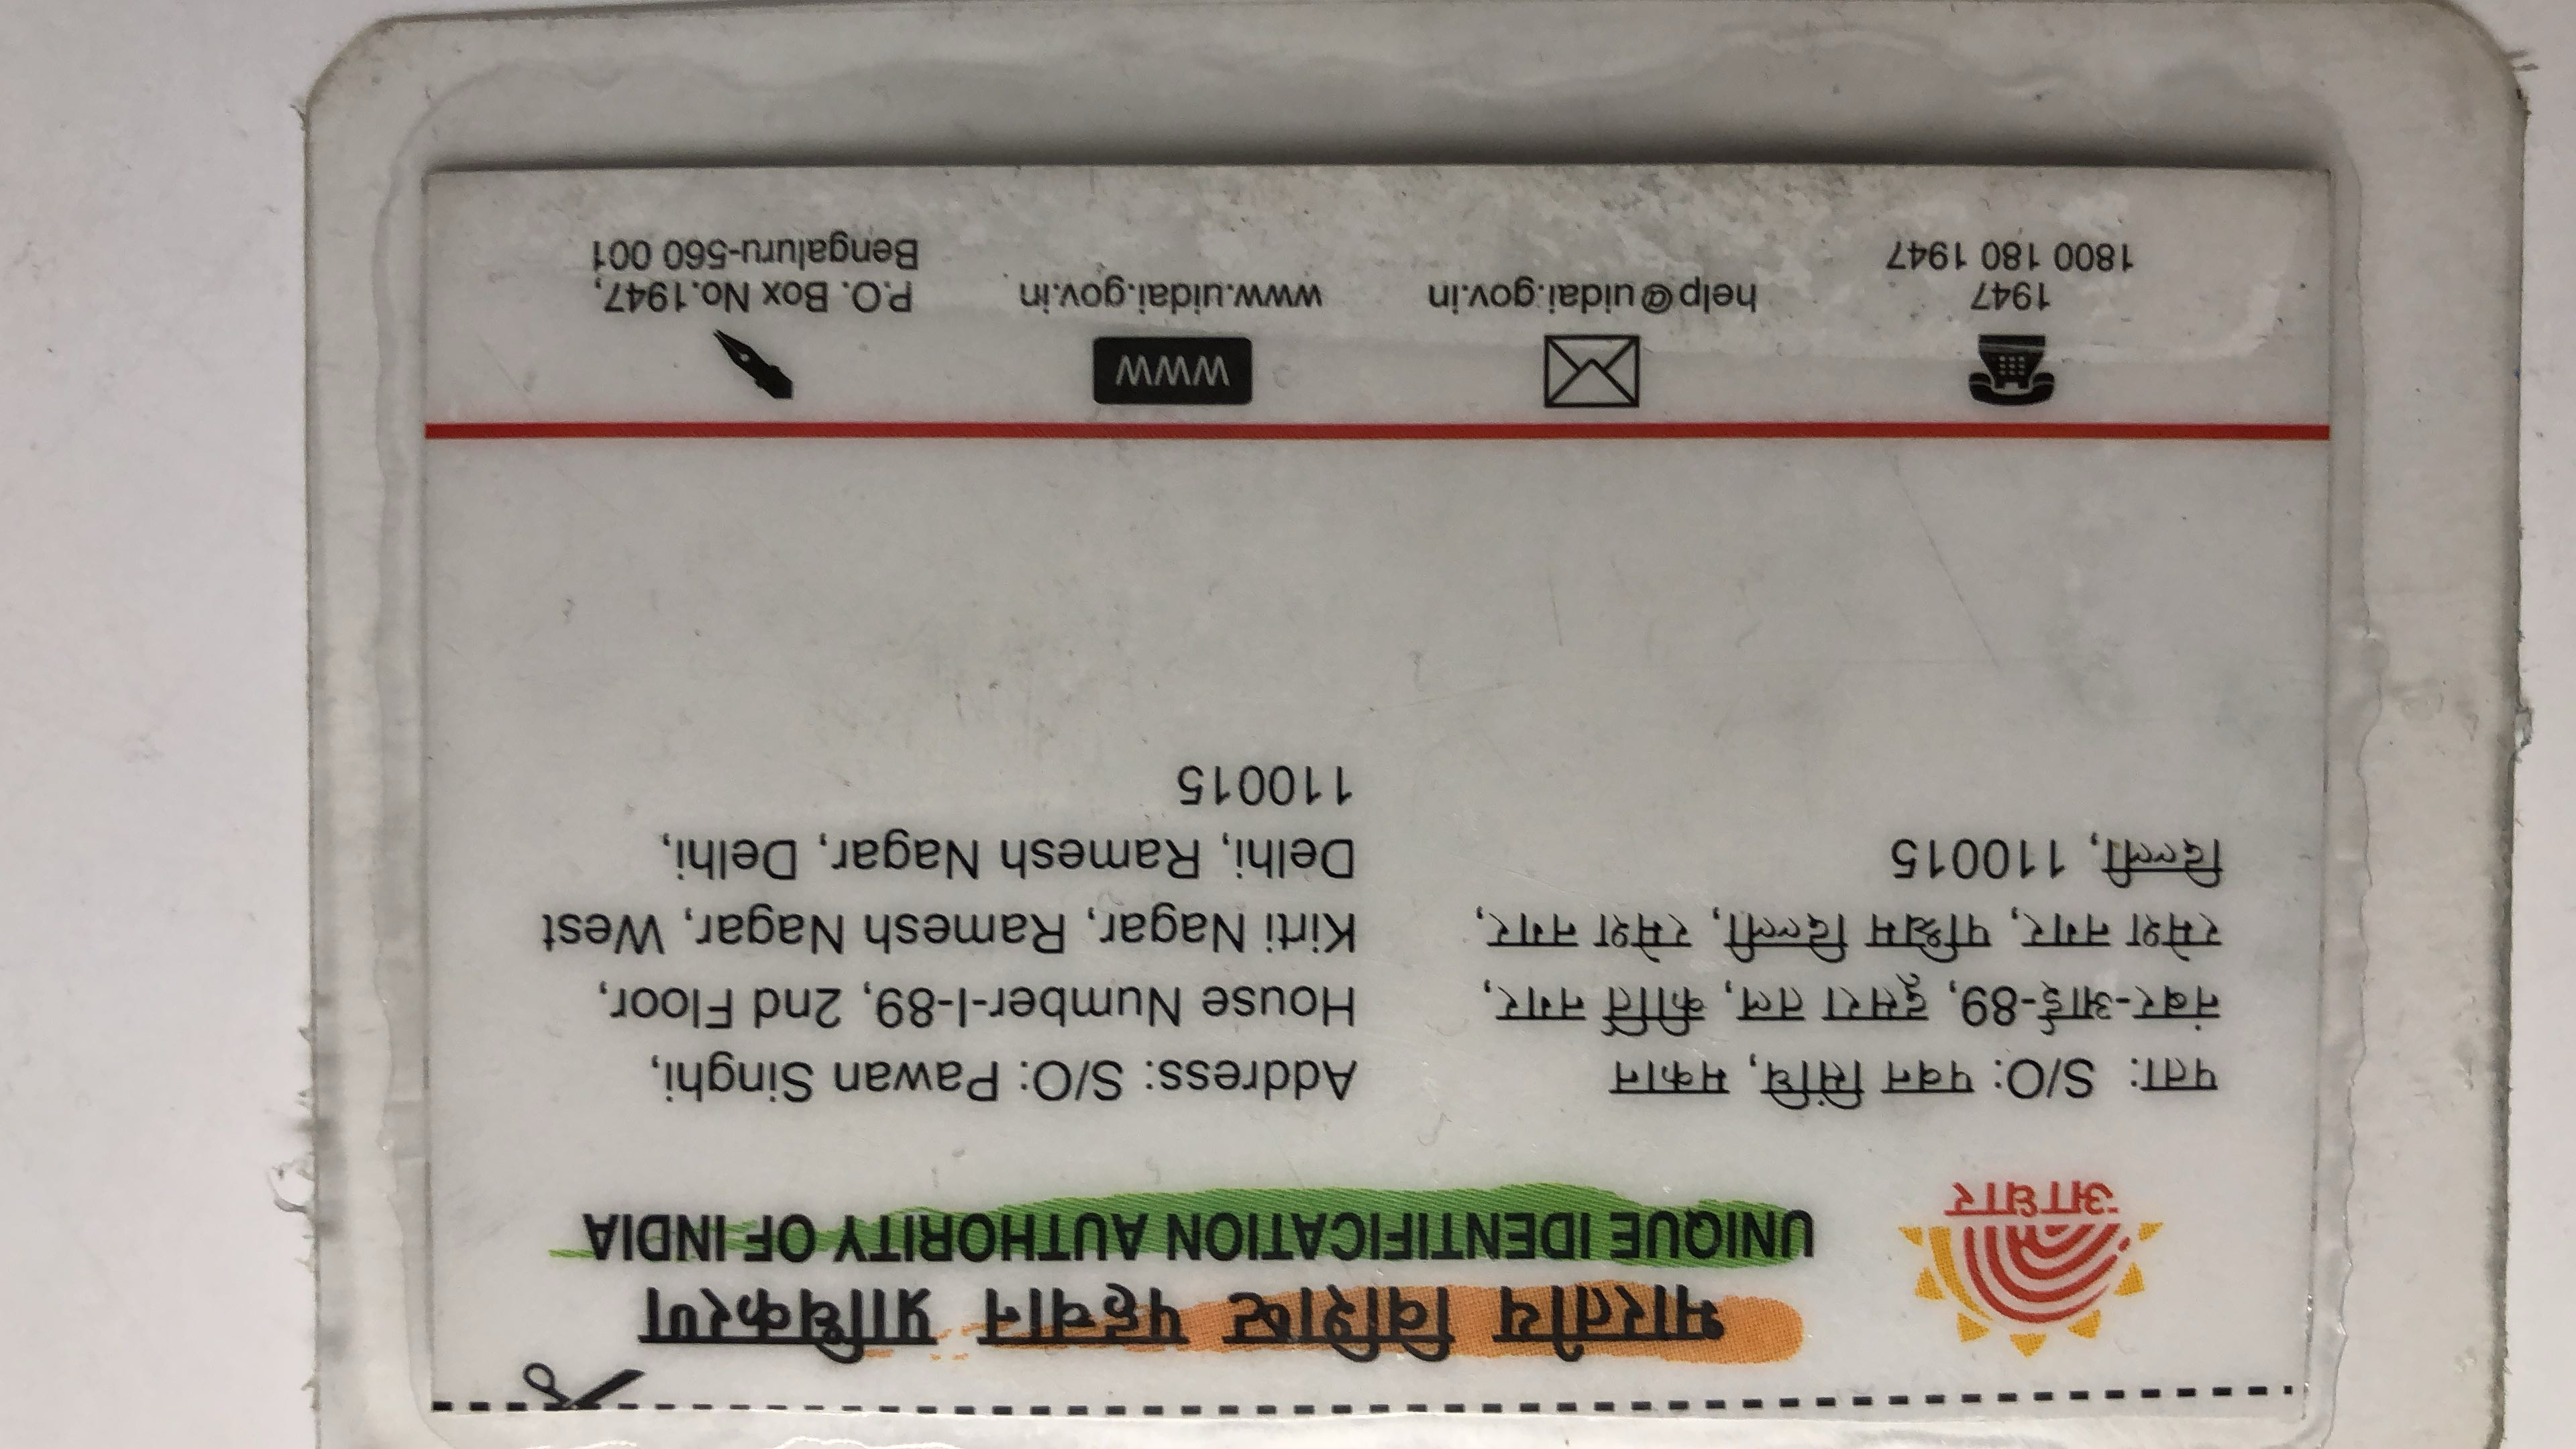 भारतीय विशिष्ट पहचान प्राधिकरण
UNIQUE IDENTIFICATION AUTHORITY OF INDIA
आधार
पता: S/O: पवन सिंघि, मकान
नंबर-आई-89, दूसरा तल, कीर्ति नगर,
रमेश नगर, पश्चिम दिल्ली, रमेश नगर,
दिल्ली, 110015
Address: S/O: Pawan Singhi,
House Number-I-89, 2nd Floor,
Kirti Nagar, Ramesh Nagar, West
Delhi, Ramesh Nagar, Delhi,
110015
1947
1800 180 1947
help@uidai.gov.in
WWW
www.uidai.gov.in
P.O. Box No.1947,
Bengaluru-560 001